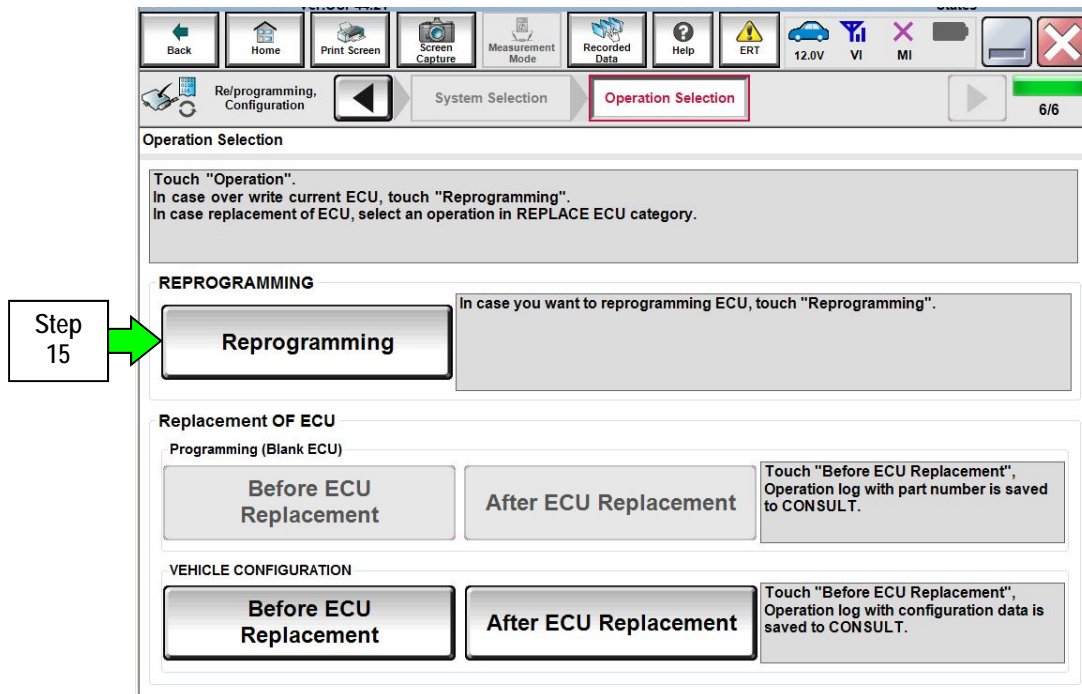 Back
Home
Print Screen
Screen
Capture
Measurement
Mode
Recorded
Data
Help
ERT
12.0V
VI
MI
Re/programming,
Configuration
System Selection
Operation Selection
6/6
Operation Selection
Touch "Operation".
In case over write current ECU, touch "Reprogramming".
In case replacement of ECU, select an operation in REPLACE ECU category.
REPROGRAMMING
Step
15
Reprogramming
In case you want to reprogramming ECU, touch "Reprogramming".
Replacement OF ECU
Programming (Blank ECU)
Before ECU
Replacement
After ECU Replacement
Touch "Before ECU Replacement",
Operation log with part number is saved
to CONSULT.
VEHICLE CONFIGURATION
Before ECU
Replacement
After ECU Replacement
Touch "Before ECU Replacement",
Operation log with configuration data is
saved to CONSULT.